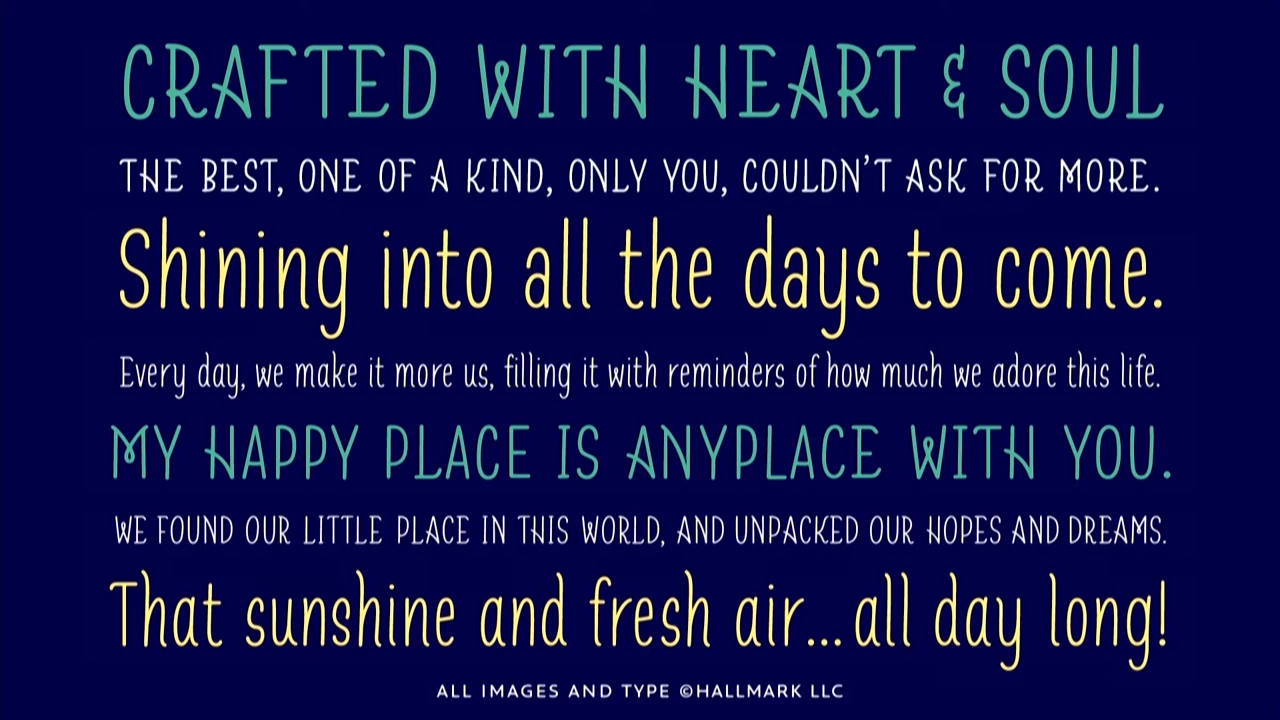 CRAFTED WITH HEART & SOUL
THE BEST, ONE OF A KIND, ONLY YOU, COULDN'T ASK FOR MORE.
Shining into all the days to come.
Every day, we make it more us, filling it with reminders of how much we adore this life.
MY HAPPY PLACE IS ANYPLACE WITH YOU.
WE FOUND OUR LITTLE PLACE IN THIS WORLD, AND UNPACKED OUR HOPES AND DREAMS.
That sunshine and fresh air... all day long!
ALL IMAGES AND TYPE ©HALLMARK LLC